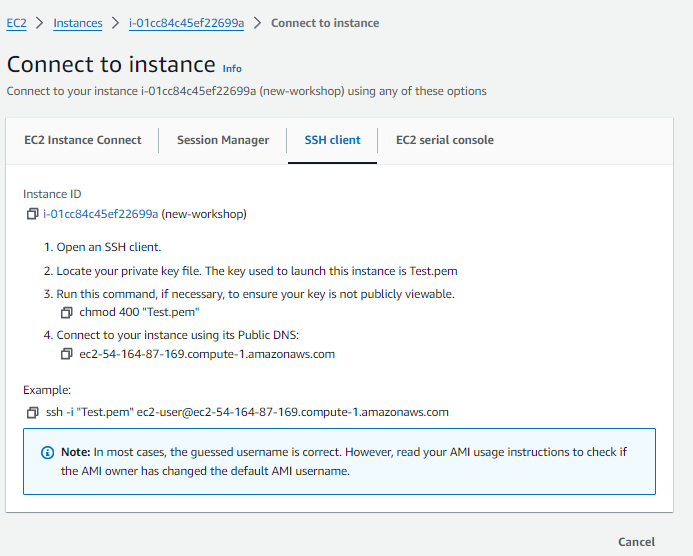 EC2 > Instances > i-01cc84c45ef22699a > Connect to instance
Connect to instance Info
Connect to your instance i-01cc84c45ef22699a (new-workshop) using any of these options
EC2 Instance Connect Session Manager SSH client EC2 serial console
Instance ID
i-01cc84c45ef22699a (new-workshop)
1. Open an SSH client.
2. Locate your private key file. The key used to launch this instance is Test.pem
3. Run this command, if necessary, to ensure your key is not publicly viewable.
chmod 400 "Test.pem"
4. Connect to your instance using its Public DNS:
ec2-54-164-87-169.compute-1.amazonaws.com
Example:
ssh -i "Test.pem" ec2-user@ec2-54-164-87-169.compute-1.amazonaws.com
Note: In most cases, the guessed username is correct. However, read your AMI usage instructions to check if
the AMI owner has changed the default AMI username.
Cancel